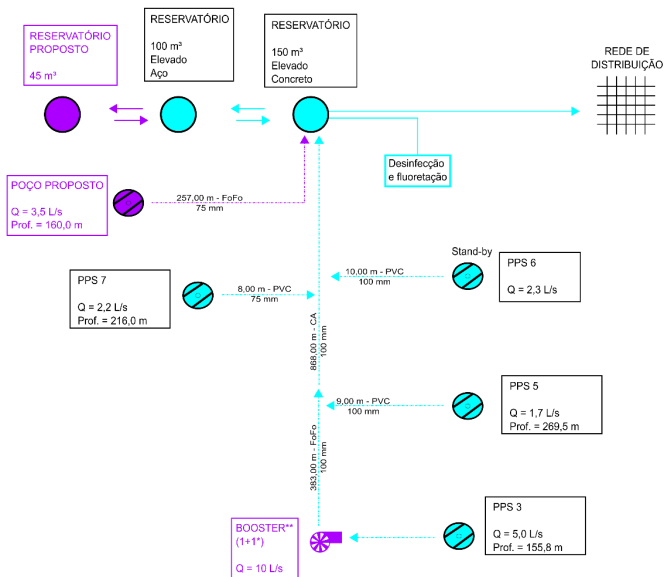 RESERVATÓRIO
PROPOSTO
45 m³
RESERVATÓRIO
100 m³
Elevado
Aço
RESERVATÓRIO
150 m³
Elevado
Concreto
REDE DE
DISTRIBUIÇÃO
Desinfecção
e fluoretação
POÇO PROPOSTO
Q = 3,5 L/s
Prof. = 160,0 m
257,00 m - FoFo
75 mm
PPS 7
Q = 2,2 L/s
Prof. = 216,0 m
8,00 m - PVC
75 mm
10,00 m - PVC
100 mm
Stand-by
PPS 6
Q = 2,3 L/s
868,00 m - CA
100 mm
9,00 m - PVC
100 mm
PPS 5
Q = 1,7 L/s
Prof. = 269,5 m
383,00 m - FoFo
100 mm
BOOSTER**
(1+1*)
Q = 10 L/s
PPS 3
Q = 5,0 L/s
Prof. = 155,8 m